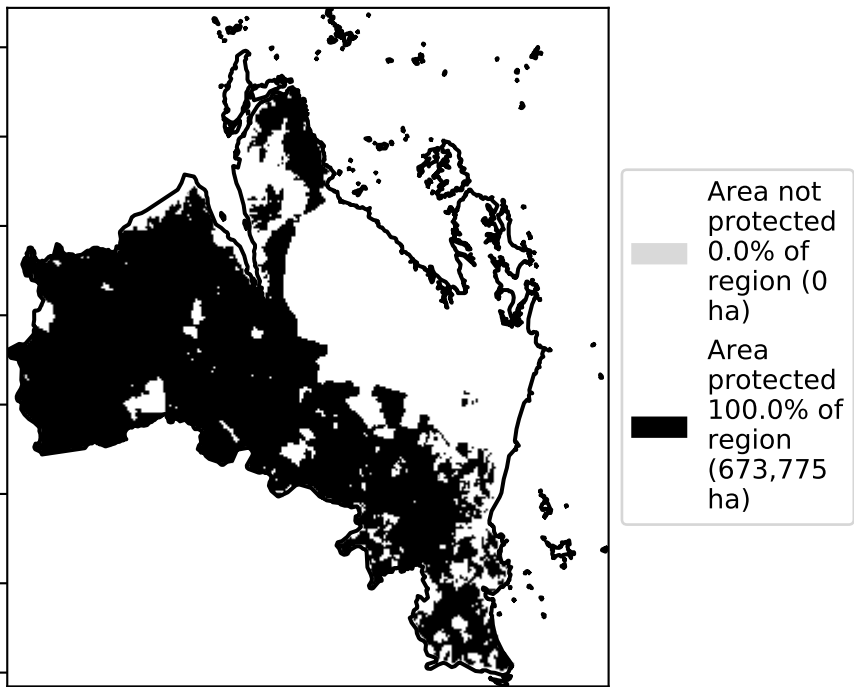 Area not
protected
0.0% of
region (0
ha)
Area
protected
100.0% of
region
(673,775
ha)